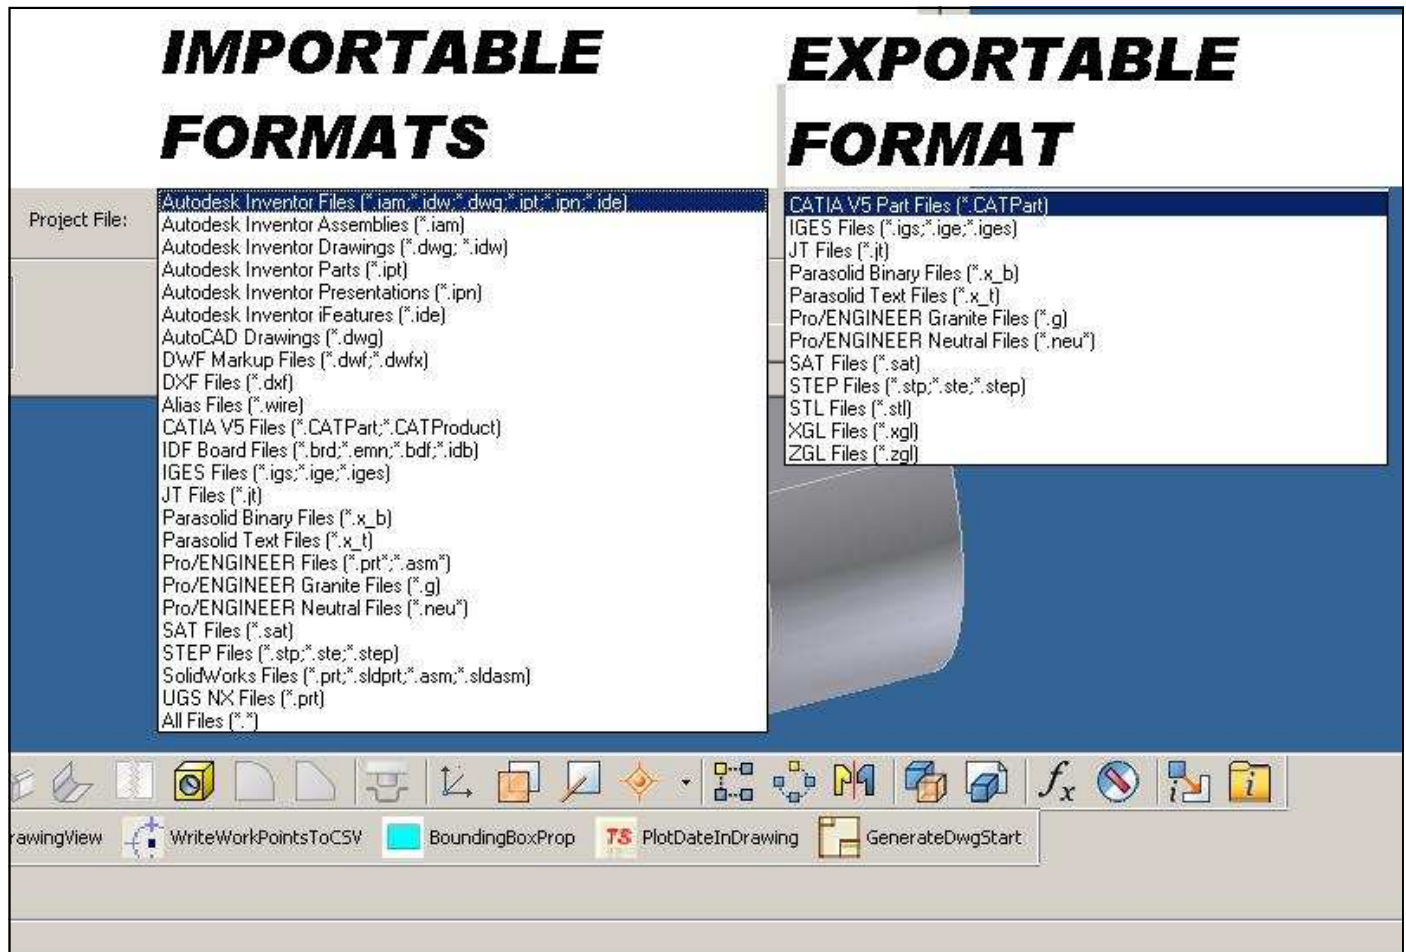 IMPORTABLE
FORMATS
EXPORTABLE
FORMAT
Project File:
Autodesk Inventor Files (*.iam;*.idw;*.dwg;*.ipt;*.ipn;*.ide)
Autodesk Inventor Assemblies (*.iam)
Autodesk Inventor Drawings (*.dwg; *.idw)
Autodesk Inventor Parts (*.ipt)
Autodesk Inventor Presentations (*.ipn)
Autodesk Inventor iFeatures (*.ide)
AutoCAD Drawings (*.dwg)
DWF Markup Files (*.dwf;*.dwfx)
DXF Files (*.dxf)
Alias Files (*.wire)
CATIA V5 Files (*.CATPart;*.CATProduct)
IDF Board Files (*.brd;*.emn;*.bdf;*.idb)
IGES Files (*.igs;*.ige;*.iges)
JT Files (*.jt)
Parasolid Binary Files (*.x_b)
Parasolid Text Files (*.x_t)
Pro/ENGINEER Files (*.prt*;*.asm*)
Pro/ENGINEER Granite Files (*.g)
Pro/ENGINEER Neutral Files (*.neu*)
SAT Files (*.sat)
STEP Files (*.stp;*.ste;*.step)
SolidWorks Files (*.prt;*.sldprt;*.asm;*.sldasm)
UGS NX Files (*.prt)
All Files (*.*)
CATIA V5 Part Files (*.CATPart)
IGES Files (*.igs;*.ige;*.iges)
JT Files (*.jt)
Parasolid Binary Files (*.x_b)
Parasolid Text Files (*.x_t)
Pro/ENGINEER Granite Files (*.g)
Pro/ENGINEER Neutral Files (*.neu*)
SAT Files (*.sat)
STEP Files (*.stp;*.ste;*.step)
STL Files (*.stl)
XGL Files (*.xgl)
ZGL Files (*.zgl)
fx
rawingView WriteWorkPointsToCSV BoundingBoxProp TS PlotDateInDrawing GenerateDwgStart